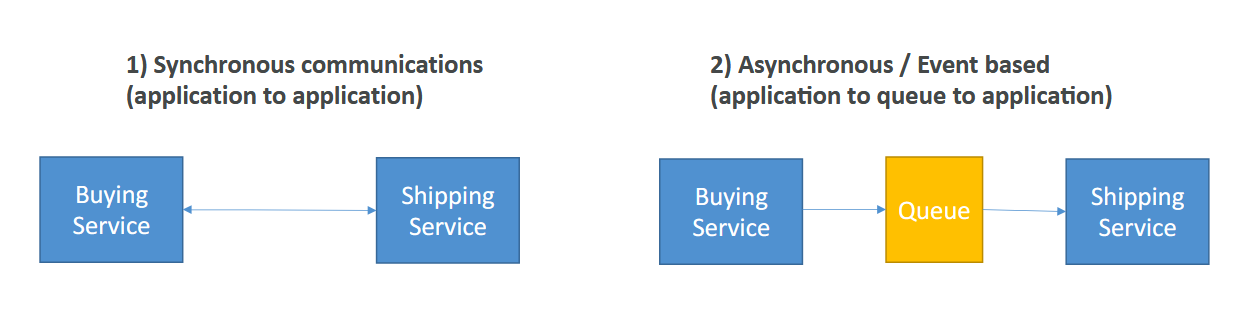 1) Synchronous communications
(application to application)
Buying
Service
Shipping
Service
2) Asynchronous / Event based
(application to queue to application)
Buying
Service
Queue
Shipping
Service